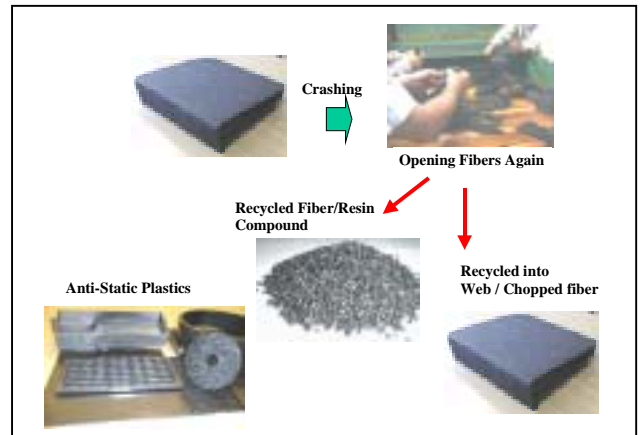 Crashing
Opening Fibers Again
Recycled Fiber/Resin
Compound
Recycled into
Web / Chopped fiber
Anti-Static Plastics